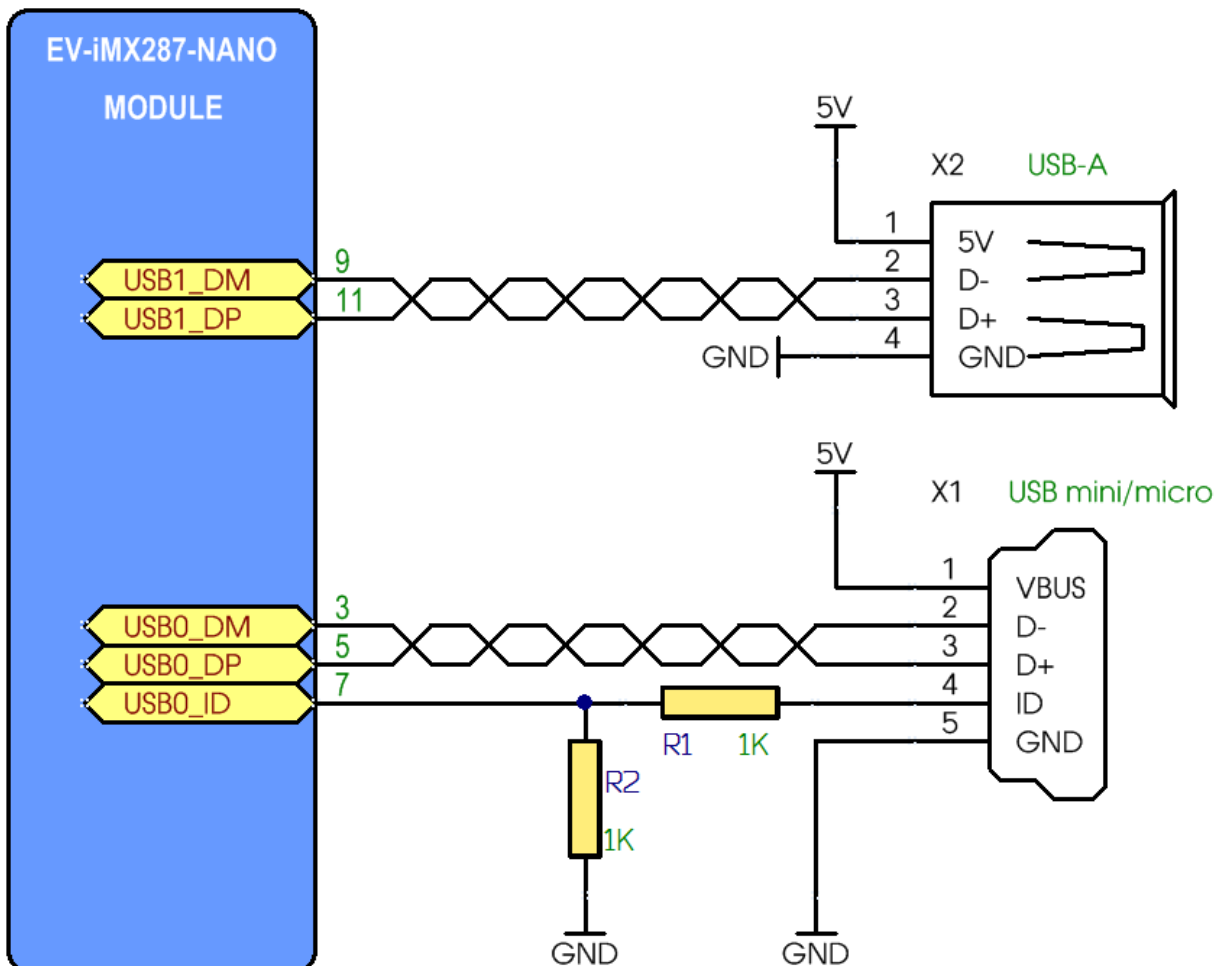 EV-iMX287-NANO
MODULE
5V
X2 USB-A
USB1_DM 9
USB1_DP 11
1 5V
2 D-
3 D+
4 GND
GND
5V
X1 USB mini/micro
USB0_DM 3
USB0_DP 5
USB0_ID 7
1 VBUS
2 D-
3 D+
4 ID
5 GND
R1 1K
R2
1K
GND
GND